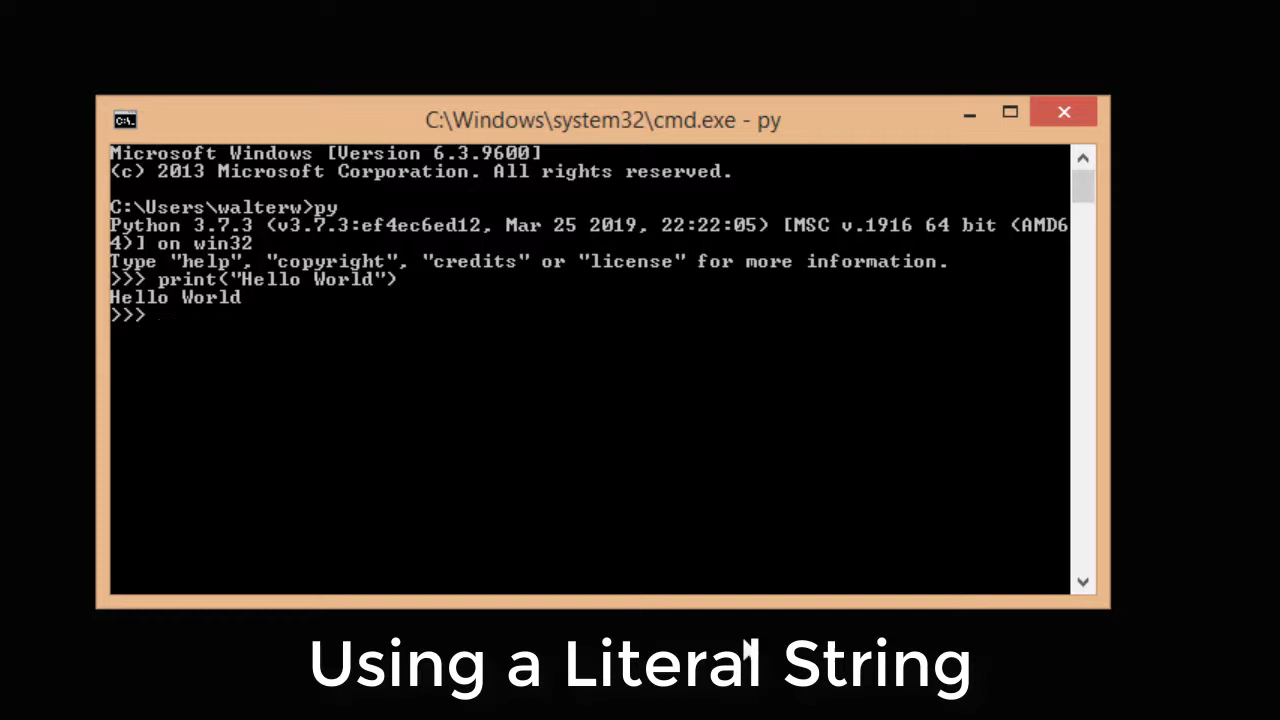 C:\Windows\system32\cmd.exe - py
Microsoft Windows [Version 6.3.9600]
(c) 2013 Microsoft Corporation. All rights reserved.
C:\Users\walterw>py
Python 3.7.3 (v3.7.3:ef4ec6ed12, Mar 25 2019, 22:22:05) [MSC v.1916 64 bit (AMD6
4)] on win32
Type "help", "copyright", "credits" or "license" for more information.
>>> print("Hello World")
Hello World
>>>
Using a Literal String